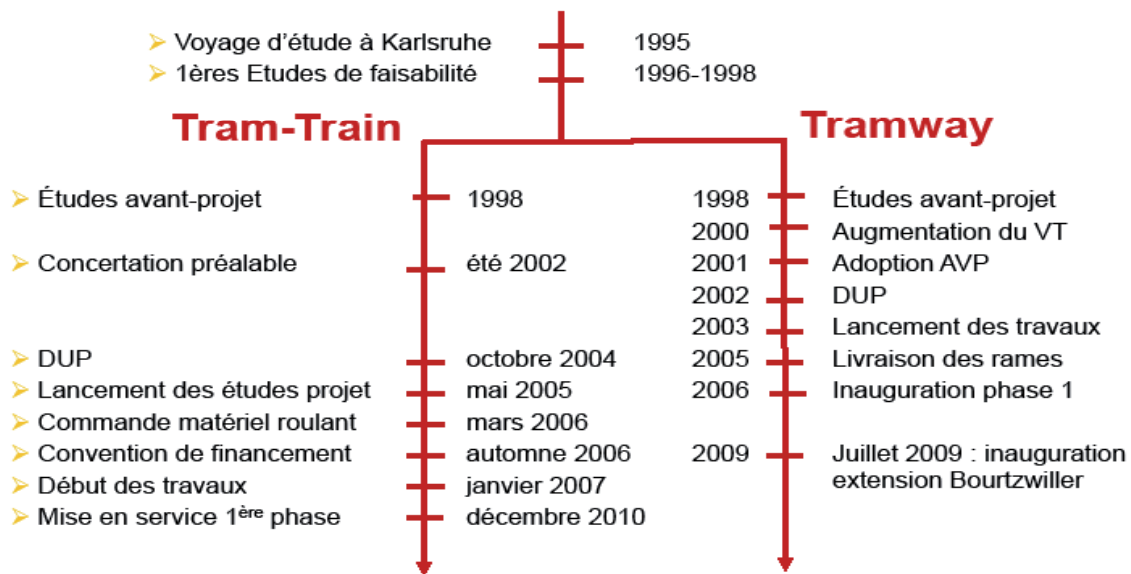 Voyage d'étude à Karlsruhe 1995
1ères Etudes de faisabilité 1996-1998
Tram-Train
Études avant-projet 1998
Concertation préalable été 2002
DUP octobre 2004
Lancement des études projet mai 2005
Commande matériel roulant mars 2006
Convention de financement automne 2006
Début des travaux janvier 2007
Mise en service 1ère phase décembre 2010
Tramway
1998 Études avant-projet
2000 Augmentation du VT
2001 Adoption AVP
2002 DUP
2003 Lancement des travaux
2005 Livraison des rames
2006 Inauguration phase 1
2009 Juillet 2009 : inauguration
extension Bourtzwiller